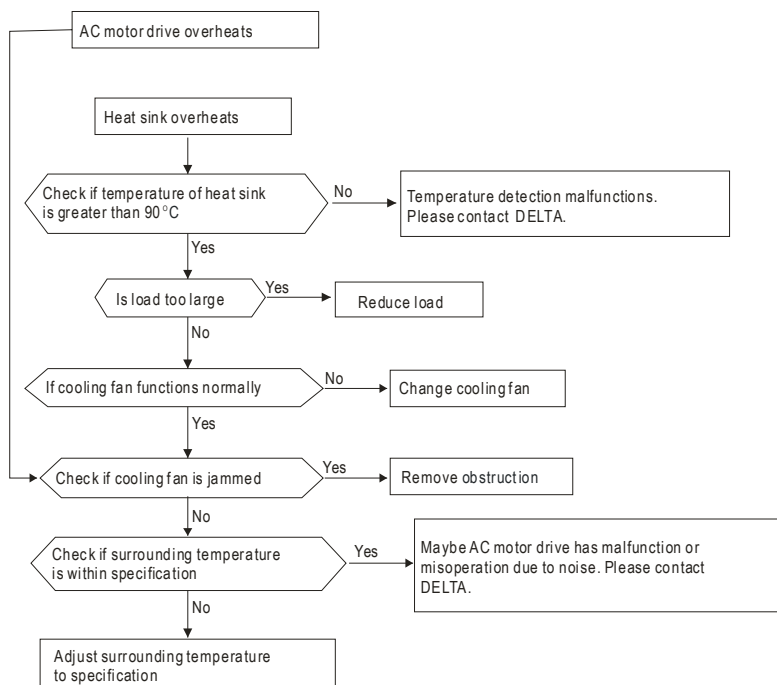 AC motor drive overheats
Heat sink overheats
Check if temperature of heat sink
is greater than 90°C
No
Temperature detection malfunctions.
Please contact DELTA.
Yes
Is load too large
Yes
Reduce load
No
If cooling fan functions normally
No
Change cooling fan
Yes
Check if cooling fan is jammed
Yes
Remove obstruction
No
Check if surrounding temperature
is within specification
Yes
Maybe AC motor drive has malfunction or
misoperation due to noise. Please contact
DELTA.
No
Adjust surrounding temperature
to specification